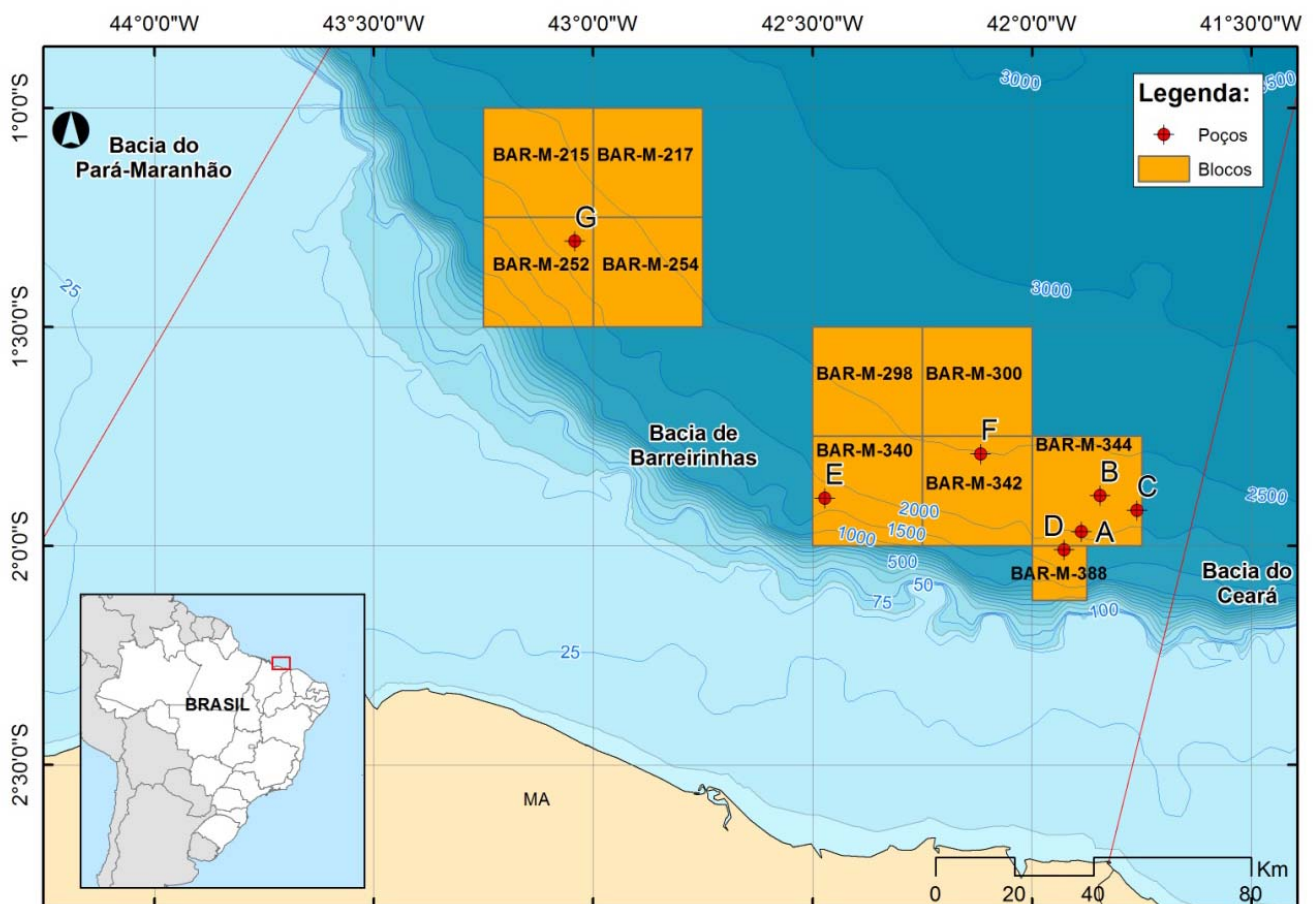 44°0'0"W
43°30'0"W
43°0'0"W
42°30'0"W
42°0'0"W
41°30'0"W
1°0'0"S
1°30'0"S
2°0'0"S
2°30'0"S
Bacia do
Pará-Maranhão
3000
3500
Legenda:
Poços
Blocos
BAR-M-215
BAR-M-217
G
BAR-M-252
BAR-M-254
25
3000
BAR-M-298
BAR-M-300
Bacia de
Barreirinhas
F
BAR-M-344
BAR-M-340
E
BAR-M-342
B
C
2500
2000
1500
1000
D
A
500
50
75
BAR-M-388
100
Bacia do
Ceará
25
BRASIL
MA
Km
0
20
40
80